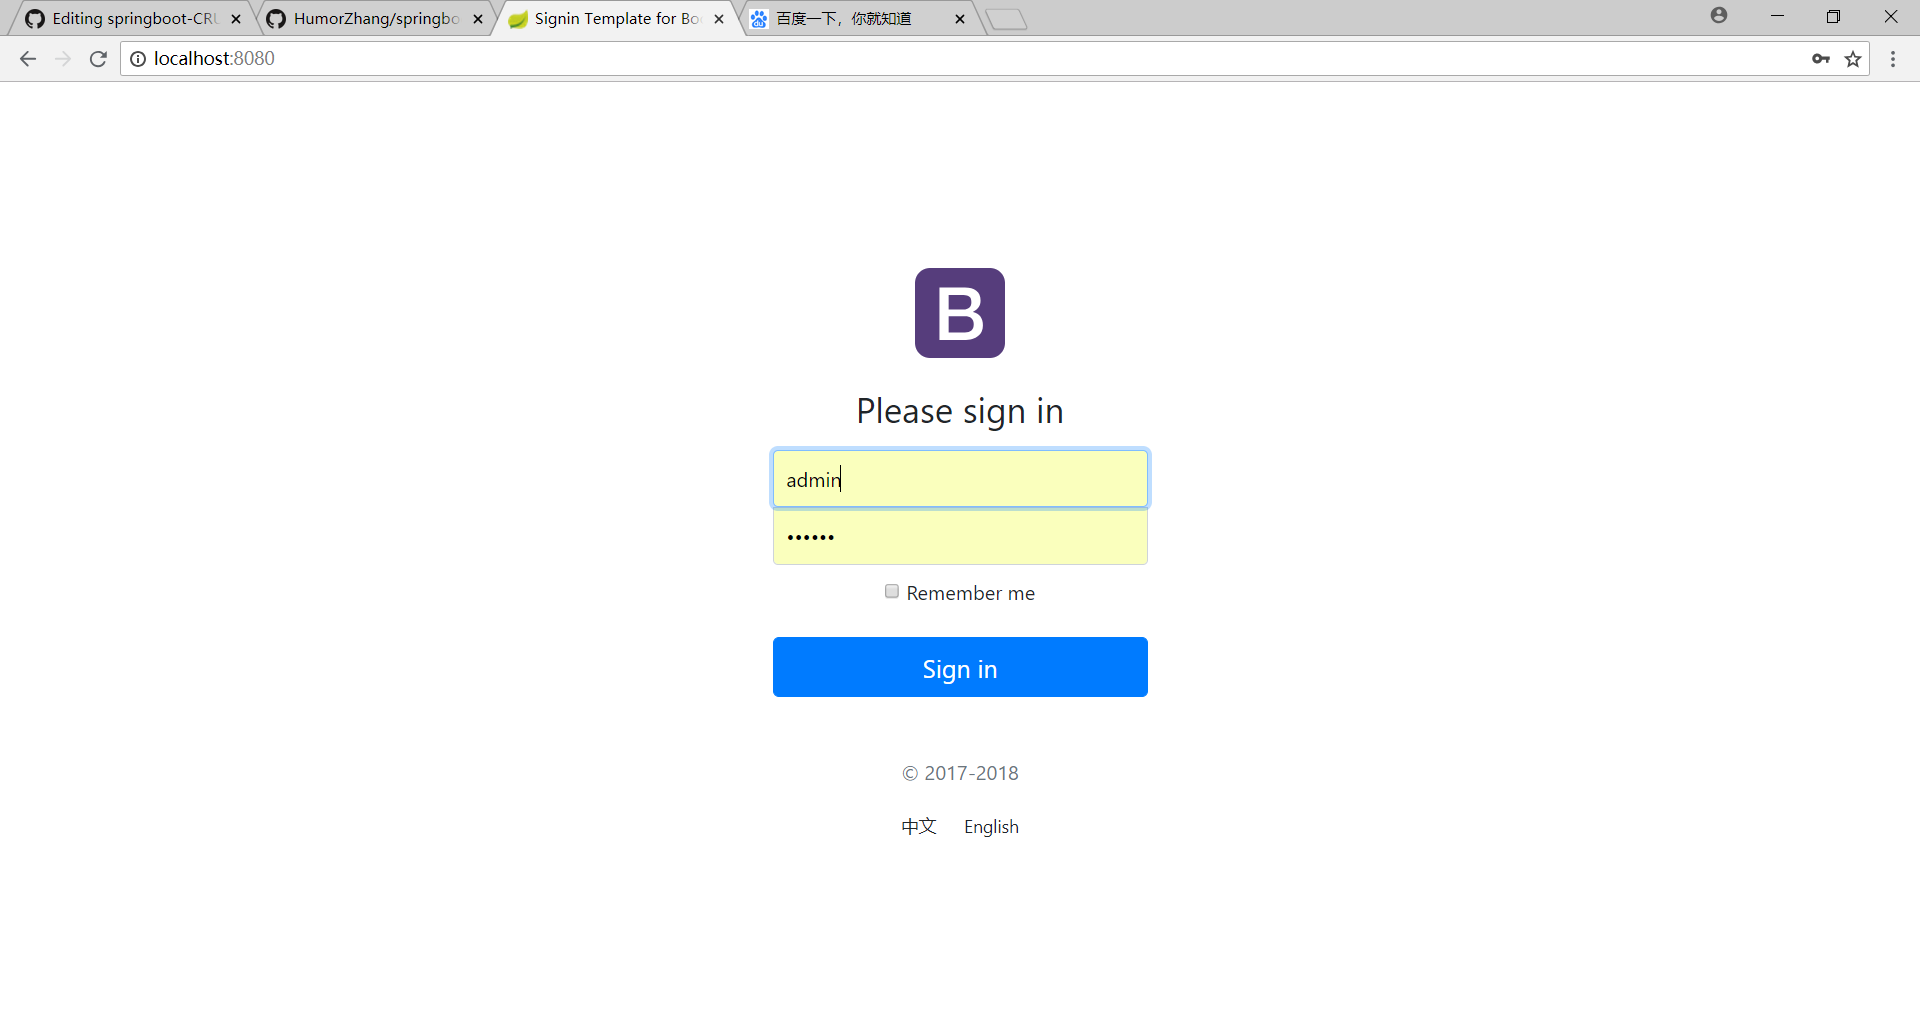 Editing springboot-CRU
HumorZhang/springbo
Signin Template for Boo
百度一下，你就知道
localhost:8080
B
Please sign in
admin
••••••
Remember me
Sign in
© 2017-2018
中文 English